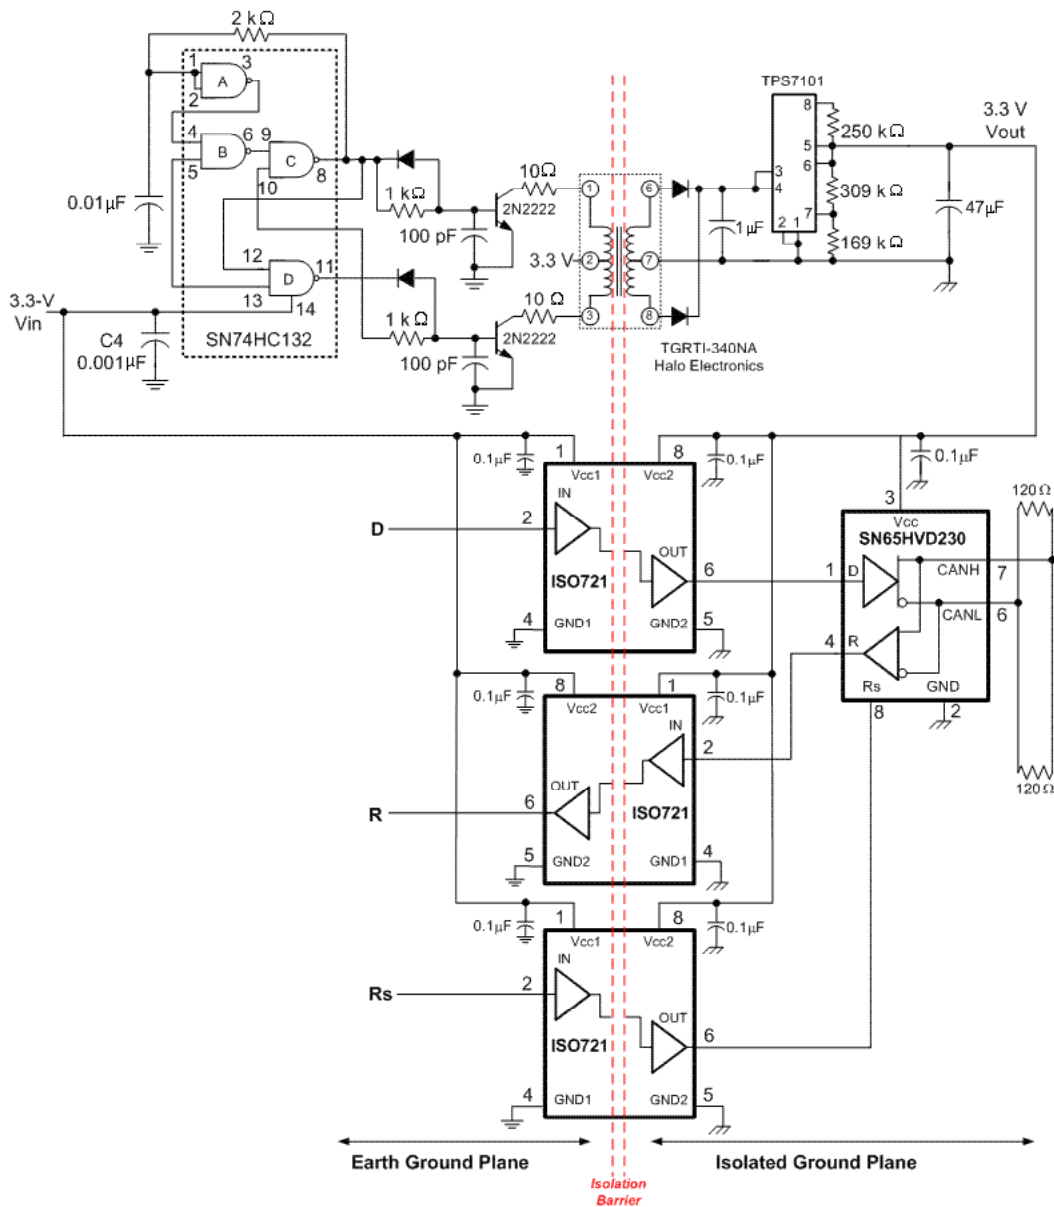 2 kΩ
1
3
A
2
4
6
9
B
C
5
10
8
0.01µF
12
11
D
13
14
SN74HC132
3.3-V
Vin
C4
0.001µF
1 kΩ
100 pF
2N2222
10Ω
1 kΩ
100 pF
2N2222
10 Ω
1
6
3.3 V
2
7
3
8
TGRTI-340NA
Halo Electronics
TPS7101
8
250 kΩ
5
6
3
4
309 kΩ
7
2
1
169 kΩ
1µF
3.3 V
Vout
47µF
0.1µF
1
8
0.1µF
0.1µF
Vcc1
Vcc2
IN
D
2
OUT
6
ISO721
4
GND1
GND2
5
3
Vcc
SN65HVD230
1
D
CANH
7
CANL
6
4
R
Rs
GND
8
2
120Ω
120Ω
0.1µF
8
1
0.1µF
Vcc2
Vcc1
IN
2
OUT
R
6
ISO721
5
GND2
GND1
4
0.1µF
1
8
0.1µF
Vcc1
Vcc2
IN
Rs
2
OUT
6
ISO721
4
GND1
GND2
5
Earth Ground Plane
Isolated Ground Plane
Isolation
Barrier